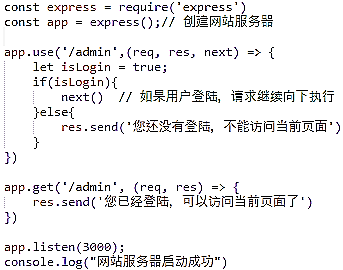 const express = require('express')
const app = express();// 创建网站服务器
app.use('/admin',(req, res, next) => {
    let isLogin = true;
    if(isLogin){
        next()  // 如果用户登陆，请求继续向下执行
    }else{
        res.send('您还没有登陆，不能访问当前页面')
    }
})
app.get('/admin', (req, res) => {
    res.send('您已经登陆，可以访问当前页面了')
})
app.listen(3000);
console.log("网站服务器启动成功")